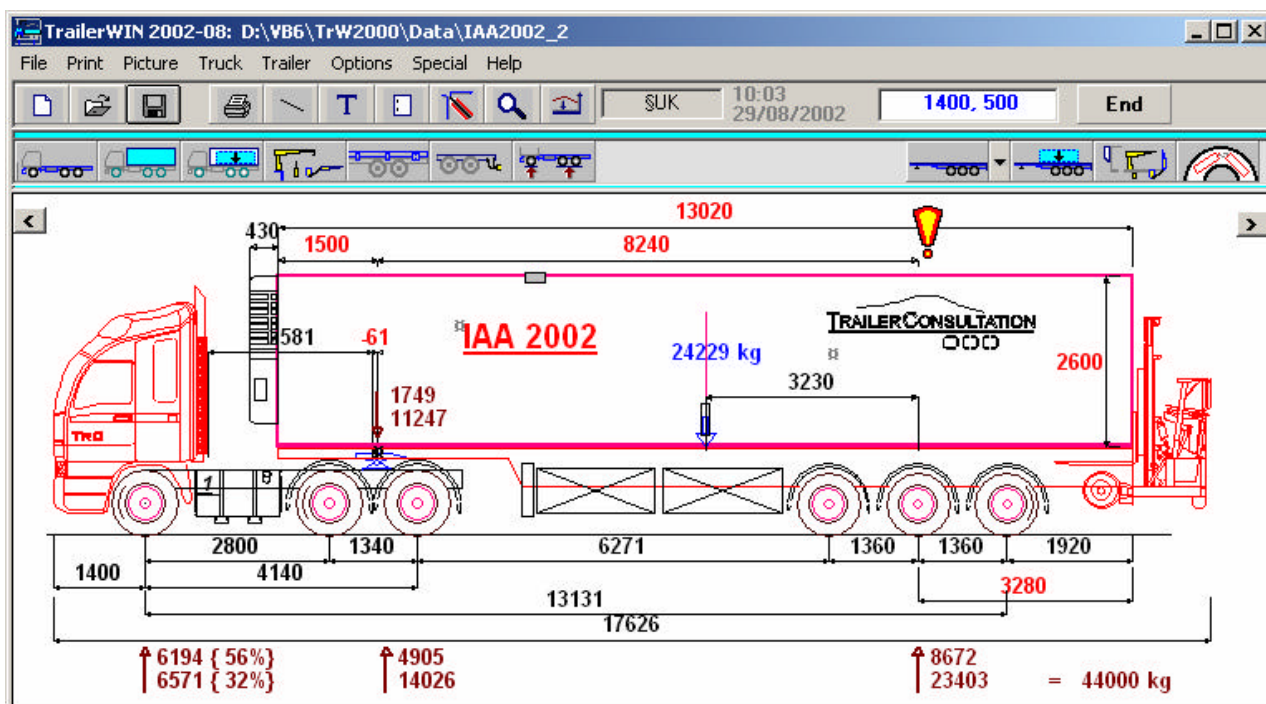 TrailerWIN 2002-08: D:\VB6\TrW2000\Data\IAA2002_2
File Print Picture Truck Trailer Options Special Help
T §UK 10:03 29/08/2002 1400, 500 End
< 13020 >
430 1500 8240
581 -61 IAA 2002 TRAILERCONSULTATION
24229 kg 2600
3230
1749
11247
TRO
1 8
2800 1340 6271 1360 1360 1920
1400 4140 3280
13131
17626
6194 { 56%} 4905 8672
6571 { 32%} 14026 23403 = 44000 kg